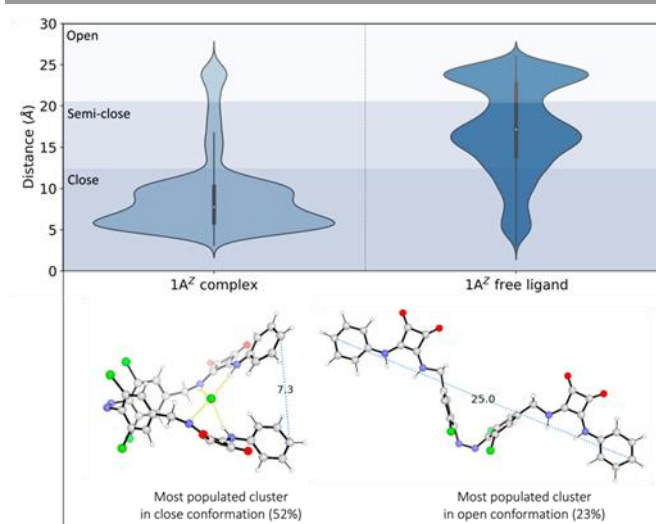 30
Open
25
20
Semi-close
15
Distance (Å)
Close
10
5
0
1A^Z complex
1A^Z free ligand
7.3
25.0
Most populated cluster
in close conformation (52%)
Most populated cluster
in open conformation (23%)